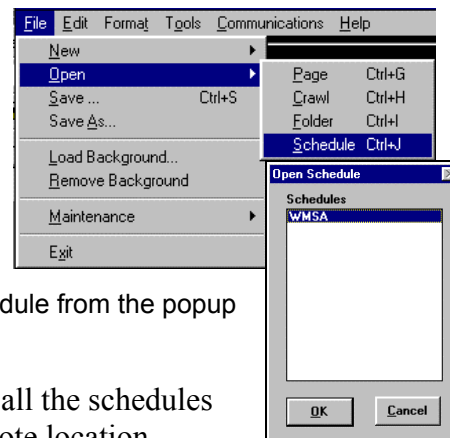 File Edit Format Tools Communications Help
New
Open
Save ... Ctrl+S
Save As...
Load Background...
Remove Background
Maintenance
Exit
Page Ctrl+G
Crawl Ctrl+H
Folder Ctrl+I
Schedule Ctrl+J
Open Schedule
Schedules
WMSA
OK Cancel
dule from the popup
all the schedules
ote location